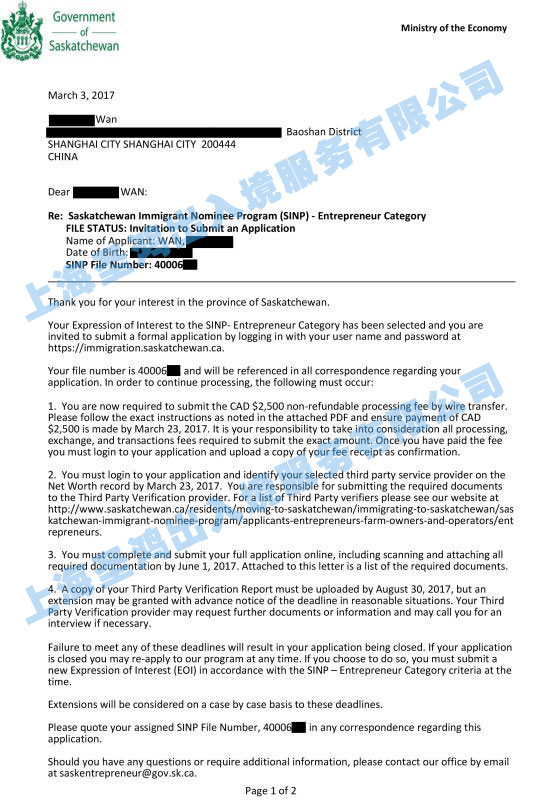 Government
of
Saskatchewan
Ministry of the Economy
March 3, 2017
Wan
Baoshan District
SHANGHAI CITY SHANGHAI CITY 200444
CHINA
Dear WAN:
Re: Saskatchewan Immigrant Nominee Program (SINP) - Entrepreneur Category
FILE STATUS: Invitation to Submit an Application
Name of Applicant: WAN,
Date of Birth:
SINP File Number: 40006
Thank you for your interest in the province of Saskatchewan.
Your Expression of Interest to the SINP- Entrepreneur Category has been selected and you are
invited to submit a formal application by logging in with your user name and password at
https://immigration.saskatchewan.ca.
Your file number is 40006 and will be referenced in all correspondence regarding your
application. In order to continue processing, the following must occur:
1. You are now required to submit the CAD $2,500 non-refundable processing fee by wire transfer.
Please follow the exact instructions as noted in the attached PDF and ensure payment of CAD
$2,500 is made by March 23, 2017. It is your responsibility to take into consideration all processing,
exchange, and transactions fees required to submit the exact amount. Once you have paid the fee
you must login to your application and upload a copy of your fee receipt as confirmation.
2. You must login to your application and identify your selected third party service provider on the
Net Worth record by March 23, 2017. You are responsible for submitting the required documents
to the Third Party Verification provider. For a list of Third Party verifiers please see our website at
http://www.saskatchewan.ca/residents/moving-to-saskatchewan/immigrating-to-saskatchewan/sas
katchewan-immigrant-nominee-program/applicants-entrepreneurs-farm-owners-and-operators/ent
repreneurs.
3. You must complete and submit your full application online, including scanning and attaching all
required documentation by June 1, 2017. Attached to this letter is a list of the required documents.
4. A copy of your Third Party Verification Report must be uploaded by August 30, 2017, but an
extension may be granted with advance notice of the deadline in reasonable situations. Your Third
Party Verification provider may request further documents or information and may call you for an
interview if necessary.
Failure to meet any of these deadlines will result in your application being closed. If your application
is closed you may re-apply to our program at any time. If you choose to do so, you must submit a
new Expression of Interest (EOI) in accordance with the SINP – Entrepreneur Category criteria at the
time.
Extensions will be considered on a case by case basis to these deadlines.
Please quote your assigned SINP File Number, 40006 in any correspondence regarding this
application.
Should you have any questions or require additional information, please contact our office by email
at saskentrepreneur@gov.sk.ca.
Page 1 of 2
上海至鸿出入境服务有限公司
上海至鸿出入境服务有限公司